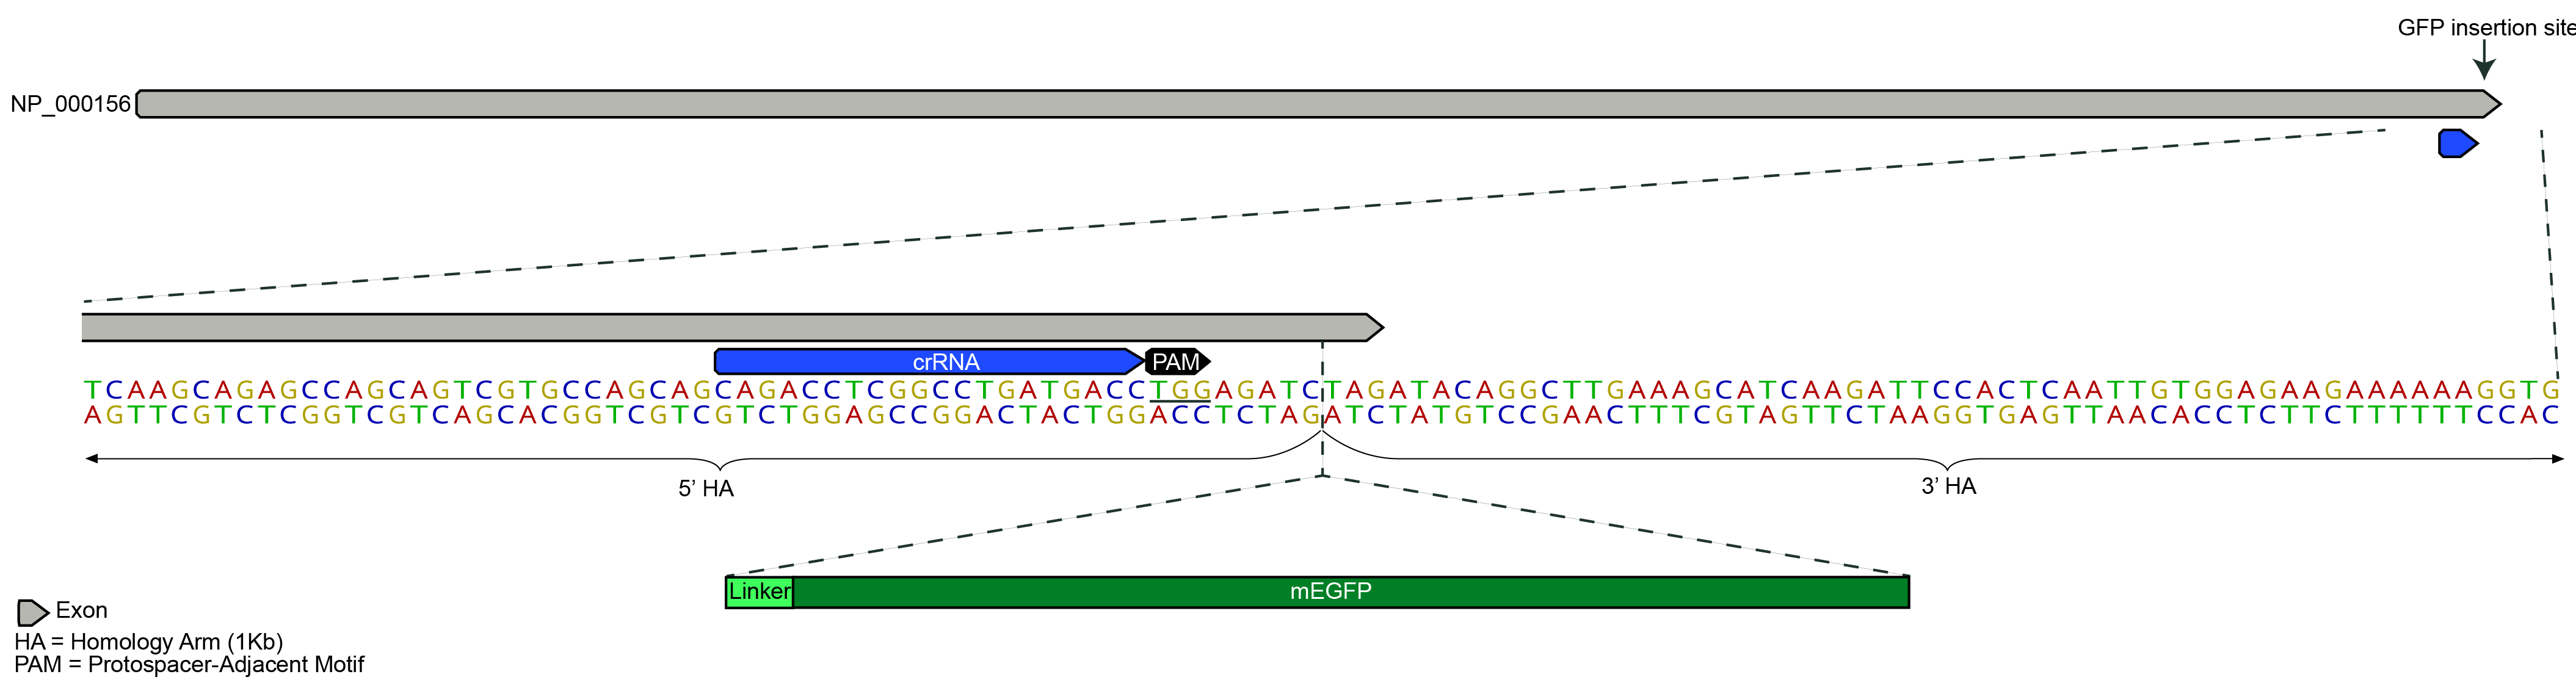 GFP insertion site
NP_000156
crRNA PAM
TCAAGCAGAGCCAGCAGTCGTGCCAGCAGCAGACCTCGGCCTGATGACCTGGAGATCTAGATACAGGCTTGAAAGCATCAAGATTCCACTCAATTGTGGAGAAGAAAAAAGGTG
AGTTCGTCTCGGTCGTCAGCACGGTCGTCGTCTGGAGCCGGACTACTGGACCTCTAGATCTATGTCCGAACTTTCGTAGTTCTAAGGTGAGTTAACACCTCTTCTTTTTTCCAC
5’ HA 3’ HA
Linker mEGFP
Exon
HA = Homology Arm (1Kb)
PAM = Protospacer-Adjacent Motif